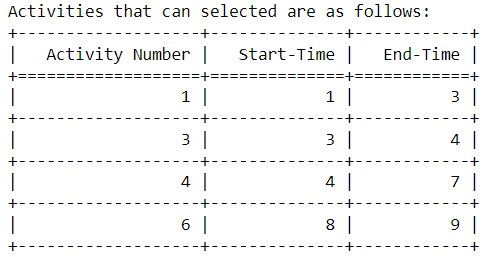 Activities that can selected are as follows:
+-------------------+--------------+------------+
|   Activity Number |   Start-Time |   End-Time |
+===================+==============+============+
|                 1 |            1 |          3 |
+-------------------+--------------+------------+
|                 3 |            3 |          4 |
+-------------------+--------------+------------+
|                 4 |            4 |          7 |
+-------------------+--------------+------------+
|                 6 |            8 |          9 |
+-------------------+--------------+------------+